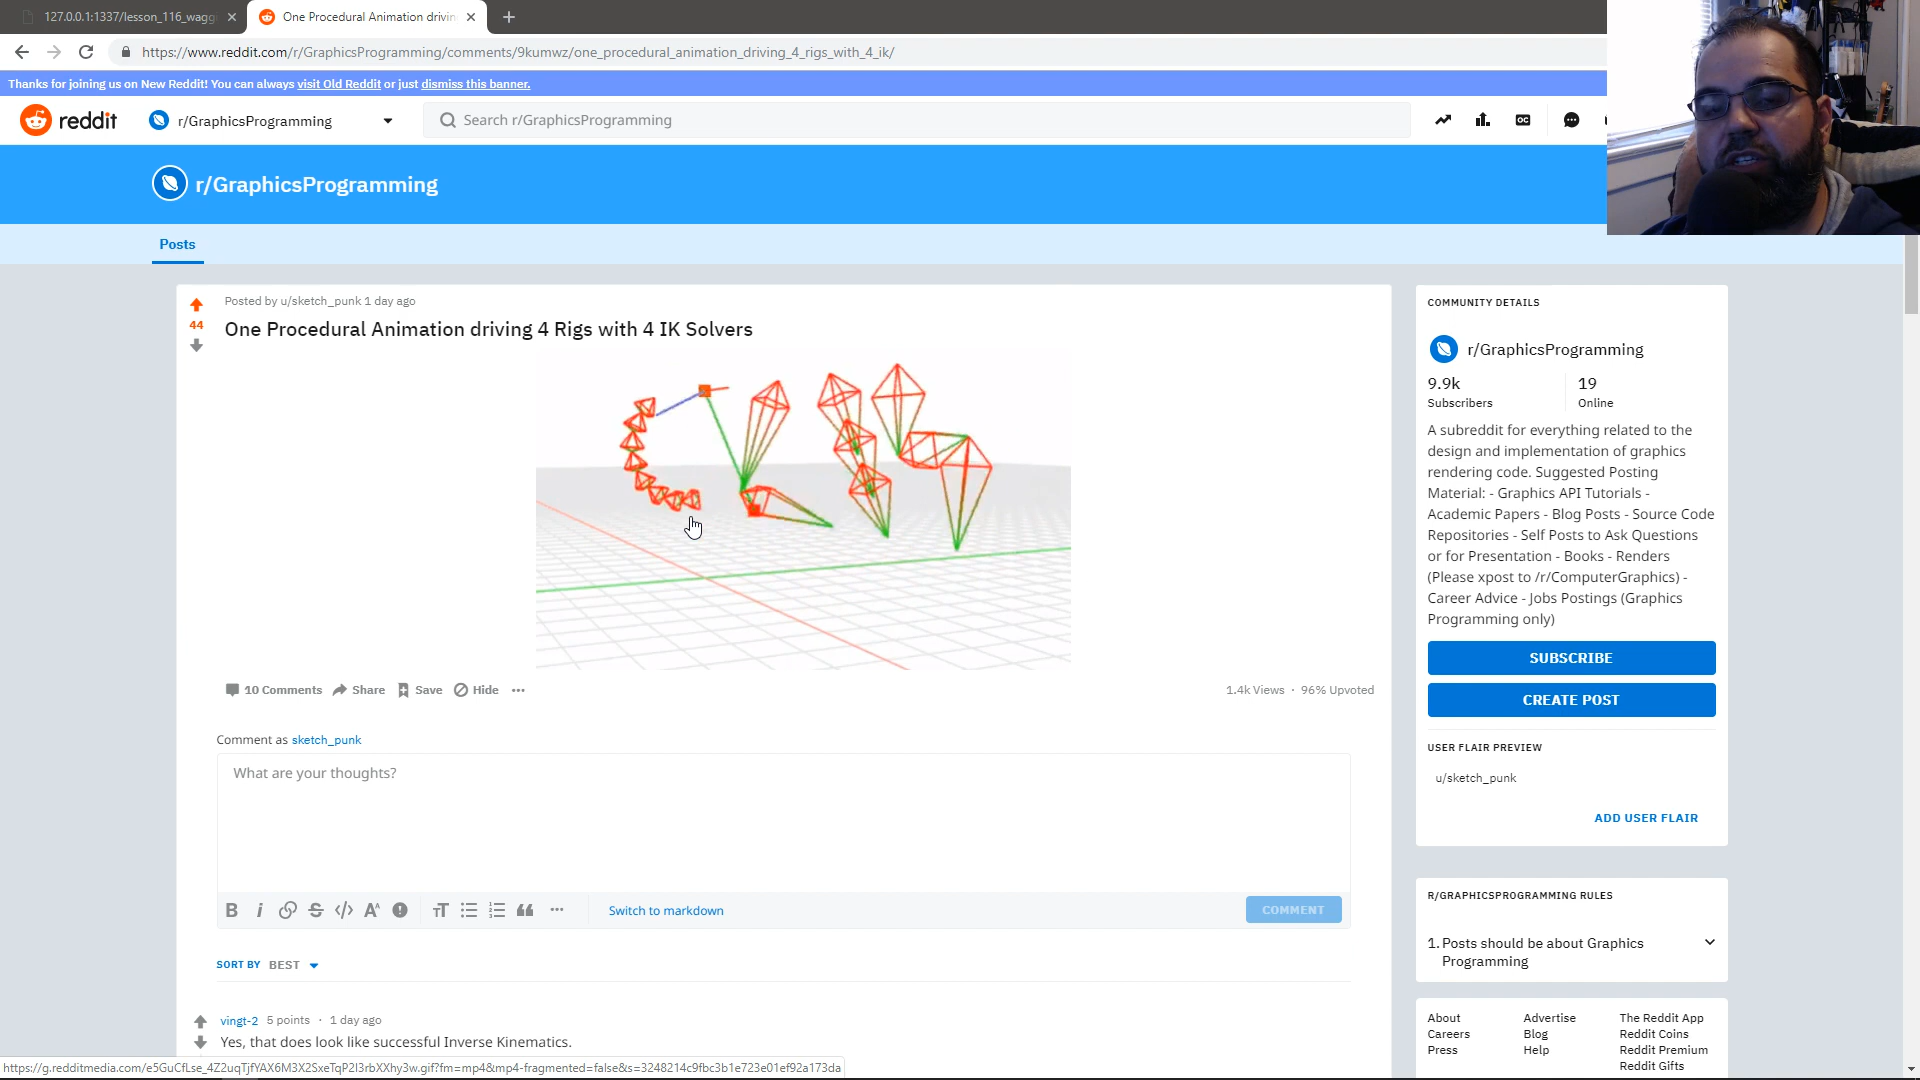 127.0.0.1:1337/lesson_116_wagg
One Procedural Animation drivin
https://www.reddit.com/r/GraphicsProgramming/comments/9kumwz/one_procedural_animation_driving_4_rigs_with_4_ik/
Thanks for joining us on New Reddit! You can always visit Old Reddit or just dismiss this banner.
reddit
r/GraphicsProgramming
Search r/GraphicsProgramming
OC
r/GraphicsProgramming
Posts
Posted by u/sketch_punk 1 day ago
44
One Procedural Animation driving 4 Rigs with 4 IK Solvers
10 Comments
Share
Save
Hide
1.4k Views · 96% Upvoted
Comment as sketch_punk
What are your thoughts?
Switch to markdown
COMMENT
SORT BY BEST
vingt-2 5 points · 1 day ago
Yes, that does look like successful Inverse Kinematics.
https://g.redditmedia.com/e5GuCfLse_4Z2uqTjfYAX6M3X2SxeTqP2I3rbXXhy3w.gif?fm=mp4&mp4-fragmented=false&s=3248214c9fbc3b1e723e01ef92a173da
COMMUNITY DETAILS
r/GraphicsProgramming
9.9k
Subscribers
19
Online
A subreddit for everything related to the
design and implementation of graphics
rendering code. Suggested Posting
Material: - Graphics API Tutorials -
Academic Papers - Blog Posts - Source Code
Repositories - Self Posts to Ask Questions
or for Presentation - Books - Renders
(Please xpost to /r/ComputerGraphics) -
Career Advice - Jobs Postings (Graphics
Programming only)
SUBSCRIBE
CREATE POST
USER FLAIR PREVIEW
u/sketch_punk
ADD USER FLAIR
R/GRAPHICSPROGRAMMING RULES
1. Posts should be about Graphics
Programming
About
Advertise
The Reddit App
Careers
Blog
Reddit Coins
Press
Help
Reddit Premium
Reddit Gifts